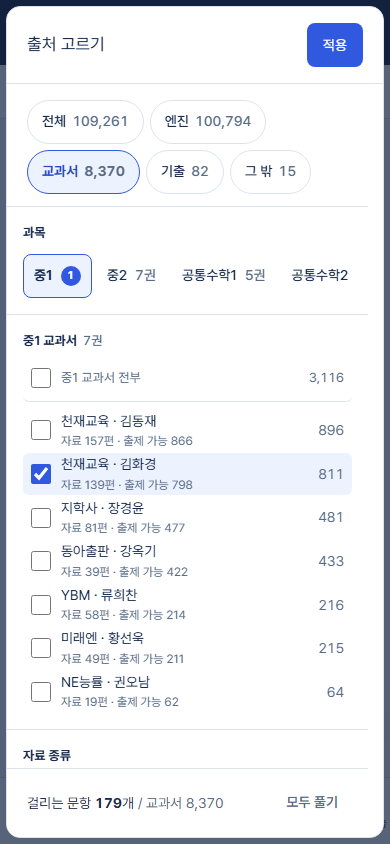 출처 고르기
적용
전체 109,261
엔진 100,794
교과서 8,370
기출 82
그 밖 15
과목
중1 1
중2 7권
공통수학1 5권
공통수학2
중1 교과서 7권
중1 교과서 전부 3,116
천재교육 · 김동재 896
자료 157편 · 출제 가능 866
천재교육 · 김화경 811
자료 139편 · 출제 가능 798
지학사 · 장경윤 481
자료 81편 · 출제 가능 477
동아출판 · 강옥기 433
자료 39편 · 출제 가능 422
YBM · 류희찬 216
자료 58편 · 출제 가능 214
미래엔 · 황선욱 215
자료 49편 · 출제 가능 211
NE능률 · 권오남 64
자료 19편 · 출제 가능 62
자료 종류
걸리는 문항 179개 / 교과서 8,370
모두 풀기